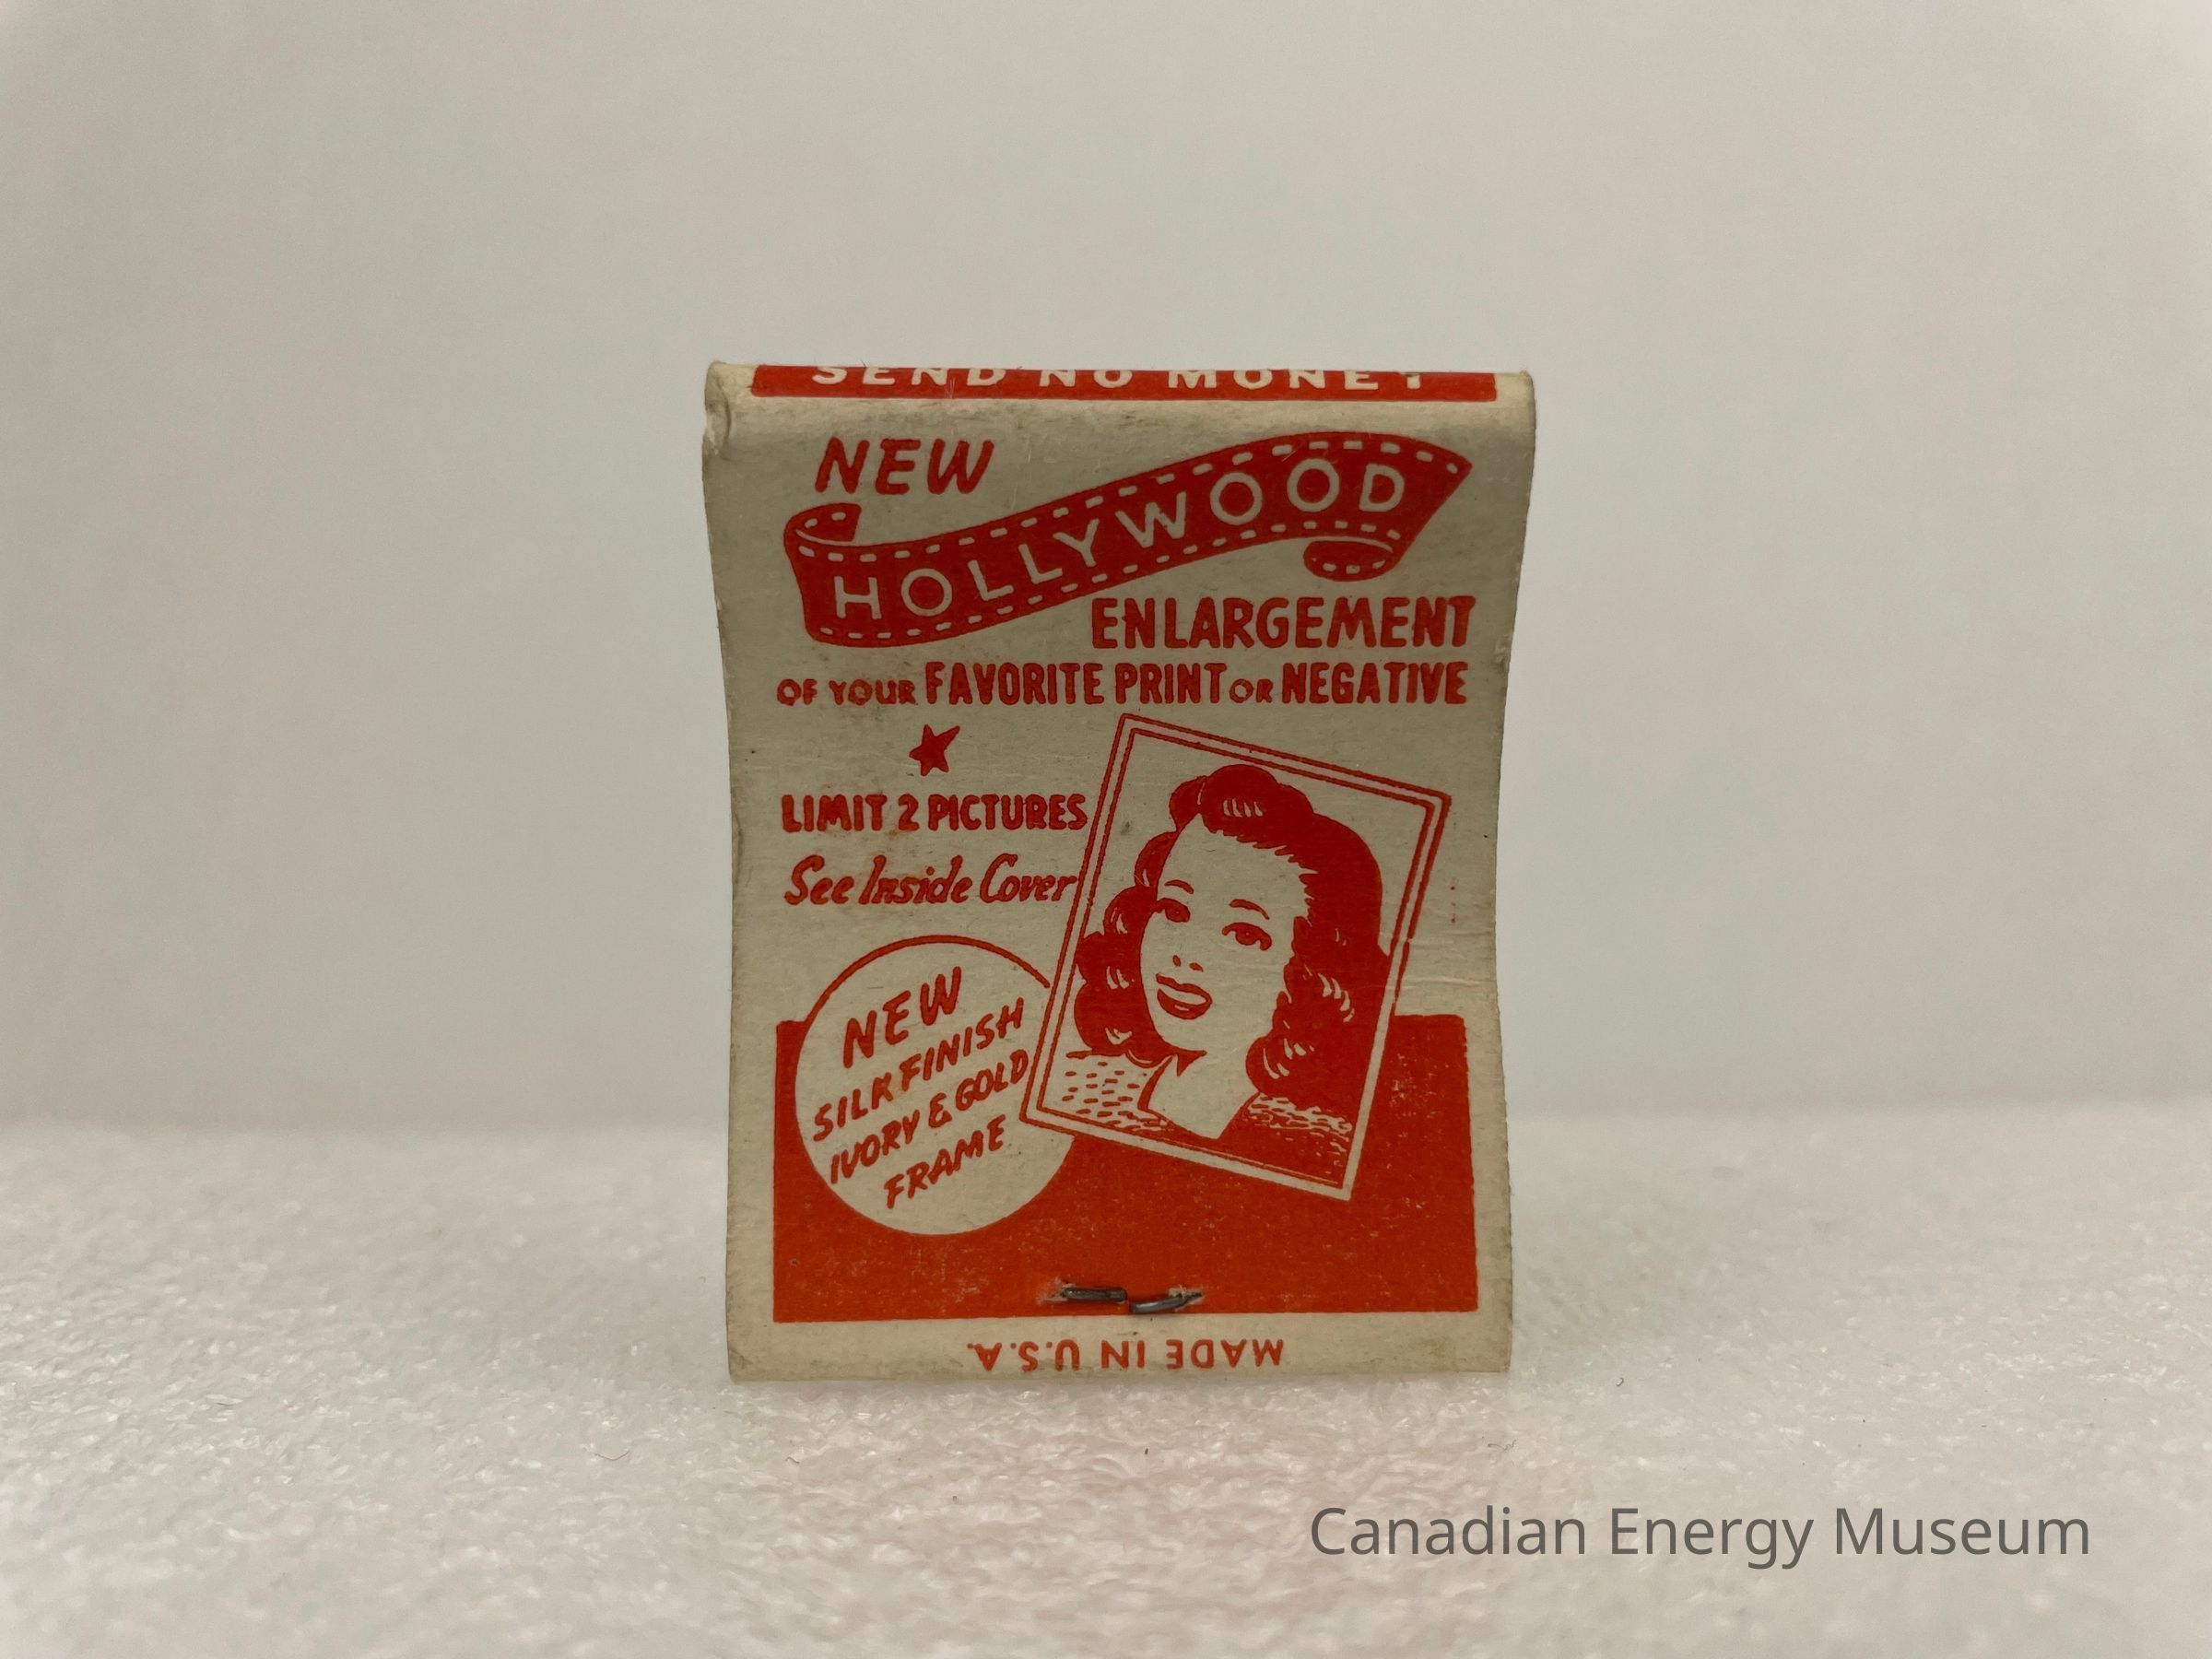 SEND NO MONEY
NEW
HOLLYWOOD
ENLARGEMENT
OF YOUR FAVORITE PRINT OR NEGATIVE
LIMIT 2 PICTURES
See Inside Cover
NEW
SILK FINISH
IVORY & GOLD
FRAME
MADE IN U.S.A.
Canadian Energy Museum